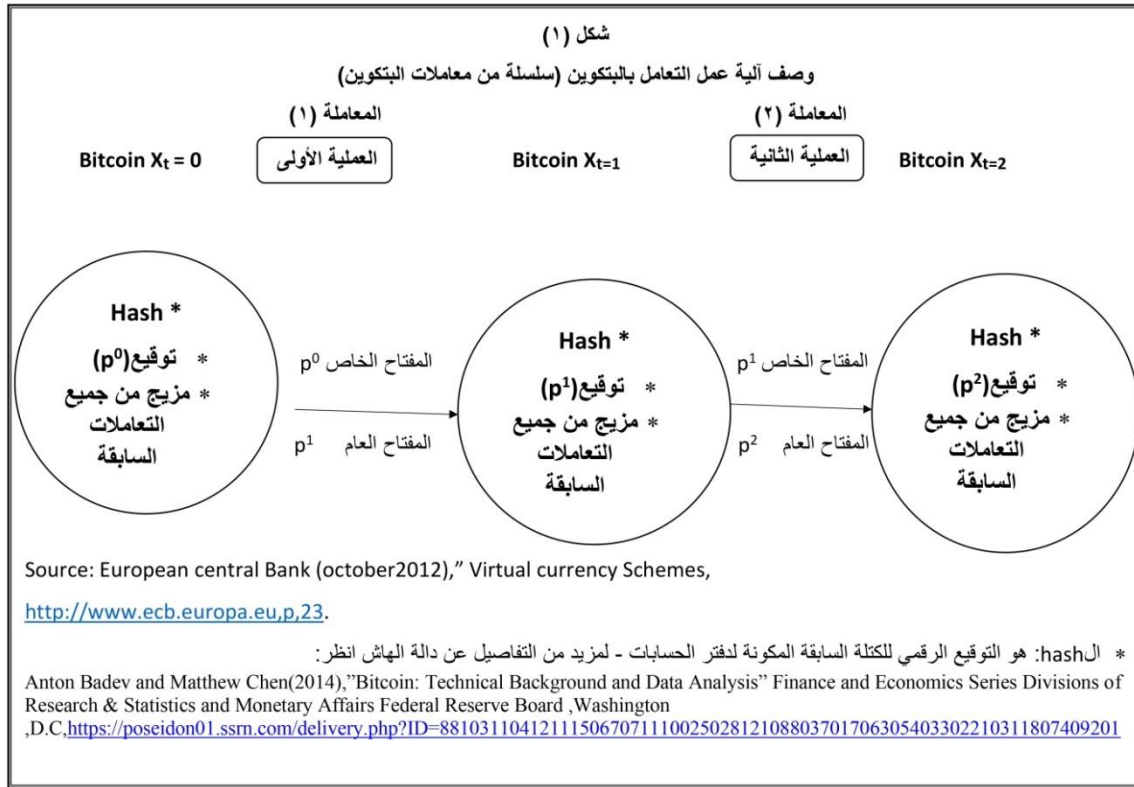 شكل (١)
وصف آلية عمل التعامل بالبتكوين (سلسلة من معاملات البتكوين)
المعاملة (١) المعاملة (٢)
Bitcoin Xt = 0 العملية الأولى Bitcoin Xt=1 العملية الثانية Bitcoin Xt=2
Hash *
* توقيع(p⁰)
* مزيج من جميع
التعاملات
السابقة
المفتاح الخاص p⁰
المفتاح العام p¹
Hash *
* توقيع(p¹)
* مزيج من جميع
التعاملات
السابقة
المفتاح الخاص p¹
المفتاح العام p²
Hash *
* توقيع(p²)
* مزيج من جميع
التعاملات
السابقة
Source: European central Bank (october2012),” Virtual currency Schemes,
http://www.ecb.europa.eu,p,23.
* الhash: هو التوقيع الرقمي للكتلة السابقة المكونة لدفتر الحسابات - لمزيد من التفاصيل عن دالة الهاش انظر:
Anton Badev and Matthew Chen(2014),”Bitcoin: Technical Background and Data Analysis” Finance and Economics Series Divisions of
Research & Statistics and Monetary Affairs Federal Reserve Board ,Washington
,D.C,https://poseidon01.ssrn.com/delivery.php?ID=88103110412111506707111002502812108803701706305403302210311807409201